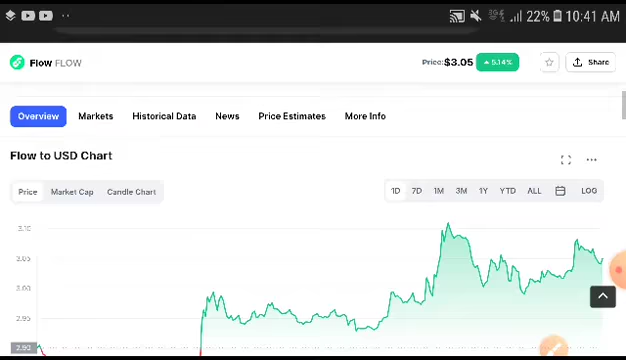 22% 10:41 AM
Flow FLOW Price: $3.05 5.14% Share
Overview Markets Historical Data News Price Estimates More Info
Flow to USD Chart
Price Market Cap Candle Chart 1D 7D 1M 3M 1Y YTD ALL LOG
3.10
3.05
3.00
2.95
2.90